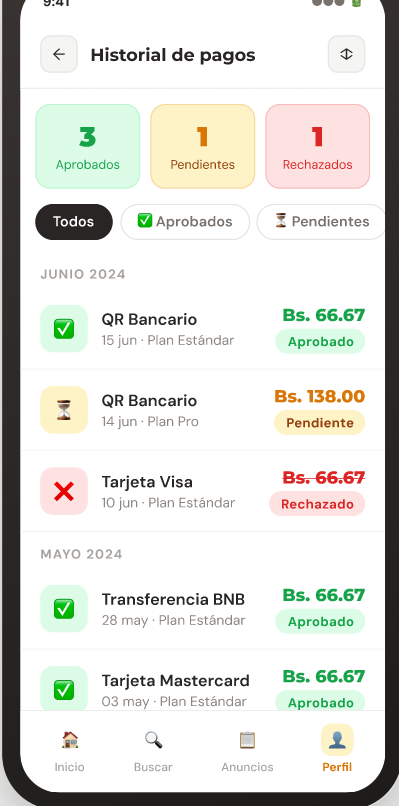 9:41
Historial de pagos
3 1 1
Aprobados Pendientes Rechazados
Todos ✅ Aprobados ⏳ Pendientes
JUNIO 2024
QR Bancario Bs. 66.67
15 jun · Plan Estándar Aprobado
QR Bancario Bs. 138.00
14 jun · Plan Pro Pendiente
Tarjeta Visa Bs. 66.67
10 jun · Plan Estándar Rechazado
MAYO 2024
Transferencia BNB Bs. 66.67
28 may · Plan Estándar Aprobado
Tarjeta Mastercard Bs. 66.67
03 may · Plan Estándar Aprobado
Inicio Buscar Anuncios Perfil